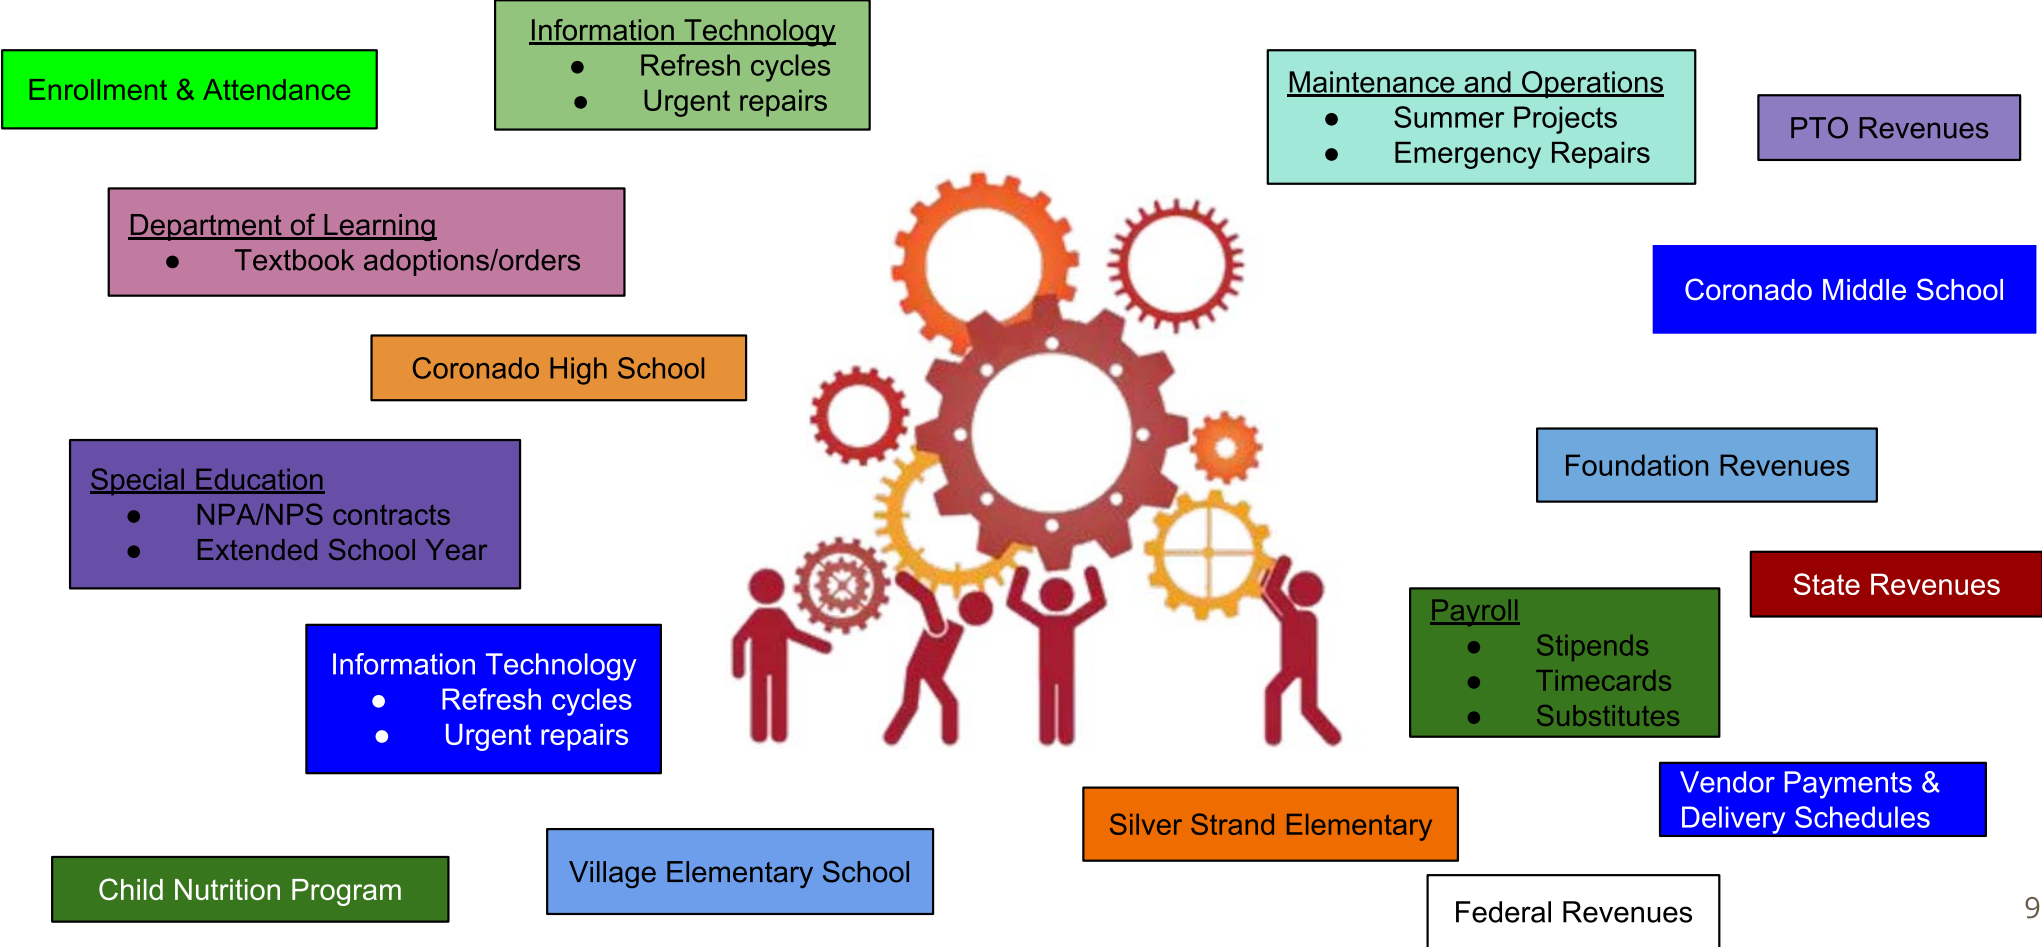 Information Technology
● Refresh cycles
● Urgent repairs
Enrollment & Attendance
Maintenance and Operations
● Summer Projects
● Emergency Repairs
PTO Revenues
Department of Learning
● Textbook adoptions/orders
Coronado Middle School
Coronado High School
Special Education
● NPA/NPS contracts
● Extended School Year
Foundation Revenues
State Revenues
Payroll
● Stipends
● Timecards
● Substitutes
Information Technology
● Refresh cycles
● Urgent repairs
Vendor Payments &
Delivery Schedules
Silver Strand Elementary
Village Elementary School
Child Nutrition Program
Federal Revenues
9